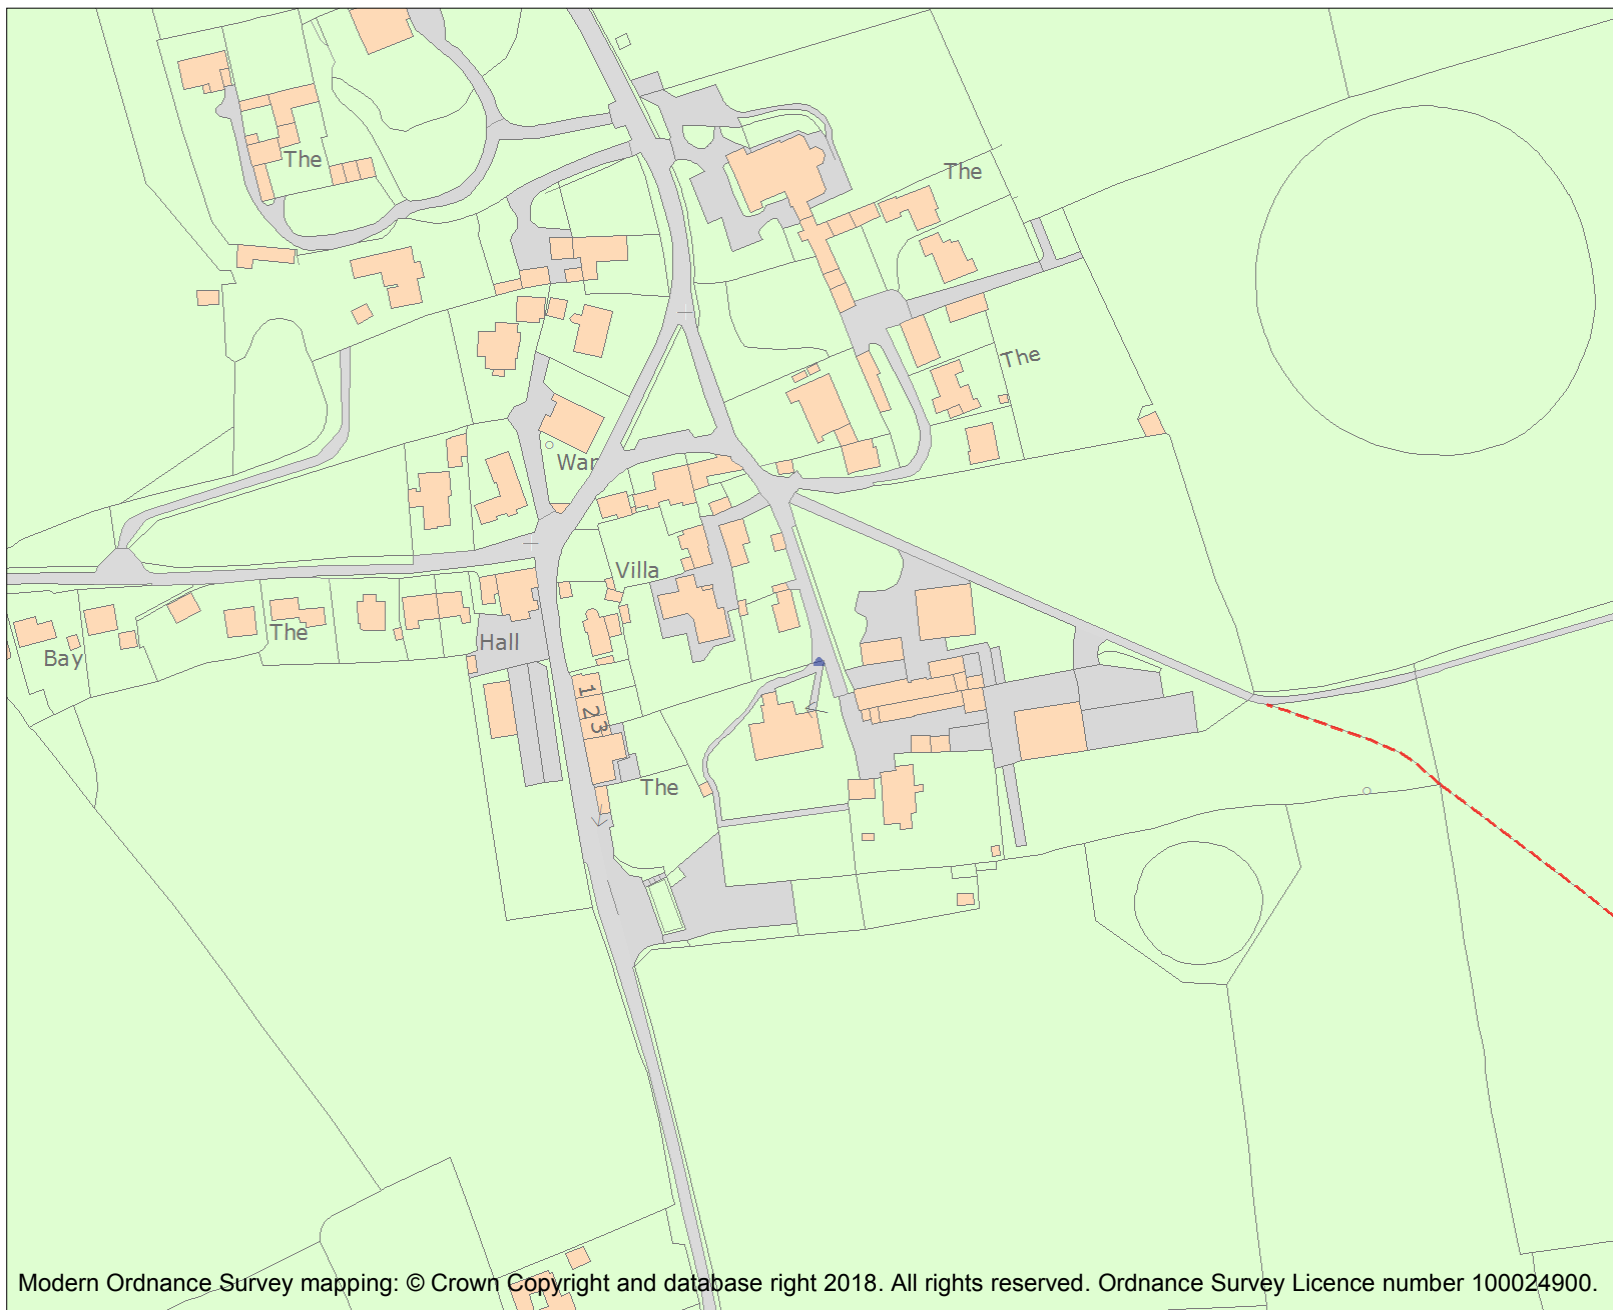 The
The
The
War
Villa
The
Hall
Bay
1
2
3
The
Modern Ordnance Survey mapping: © Crown Copyright and database right 2018. All rights reserved. Ordnance Survey Licence number 100024900.